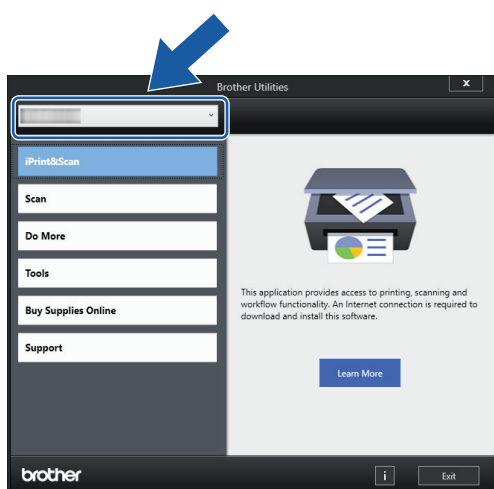 Brother Utilities
x
iPrint&Scan
Scan
Do More
Tools
Buy Supplies Online
Support
This application provides access to printing, scanning and
workflow functionality. An Internet connection is required to
download and install this software.
Learn More
brother
i
Exit